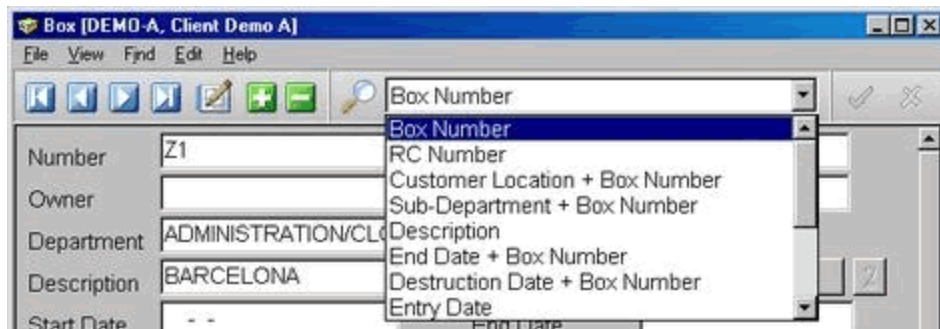 Box [DEMO-A, Client Demo A]
File View Find Edit Help
Box Number
Box Number
RC Number
Customer Location + Box Number
Sub-Department + Box Number
Description
End Date + Box Number
Destruction Date + Box Number
Entry Date
Number Z1
Owner
Department ADMINISTRATION/CL
Description BARCELONA
2
Start Date - -
End Date